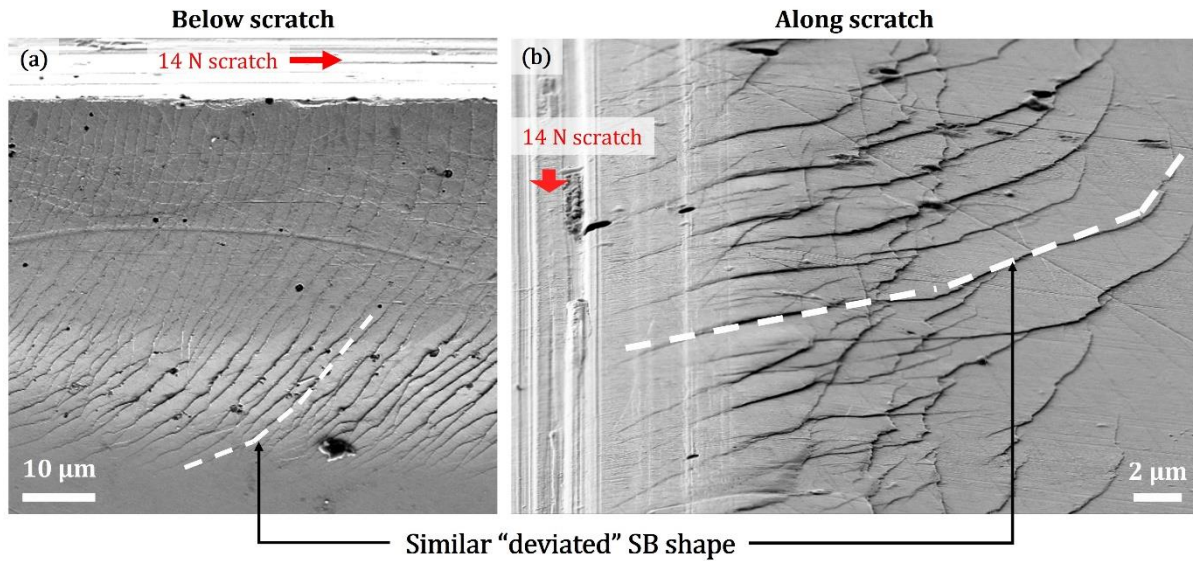 Below scratch
Along scratch
(a)
14 N scratch
(b)
14 N scratch
10 µm
2 µm
Similar “deviated” SB shape